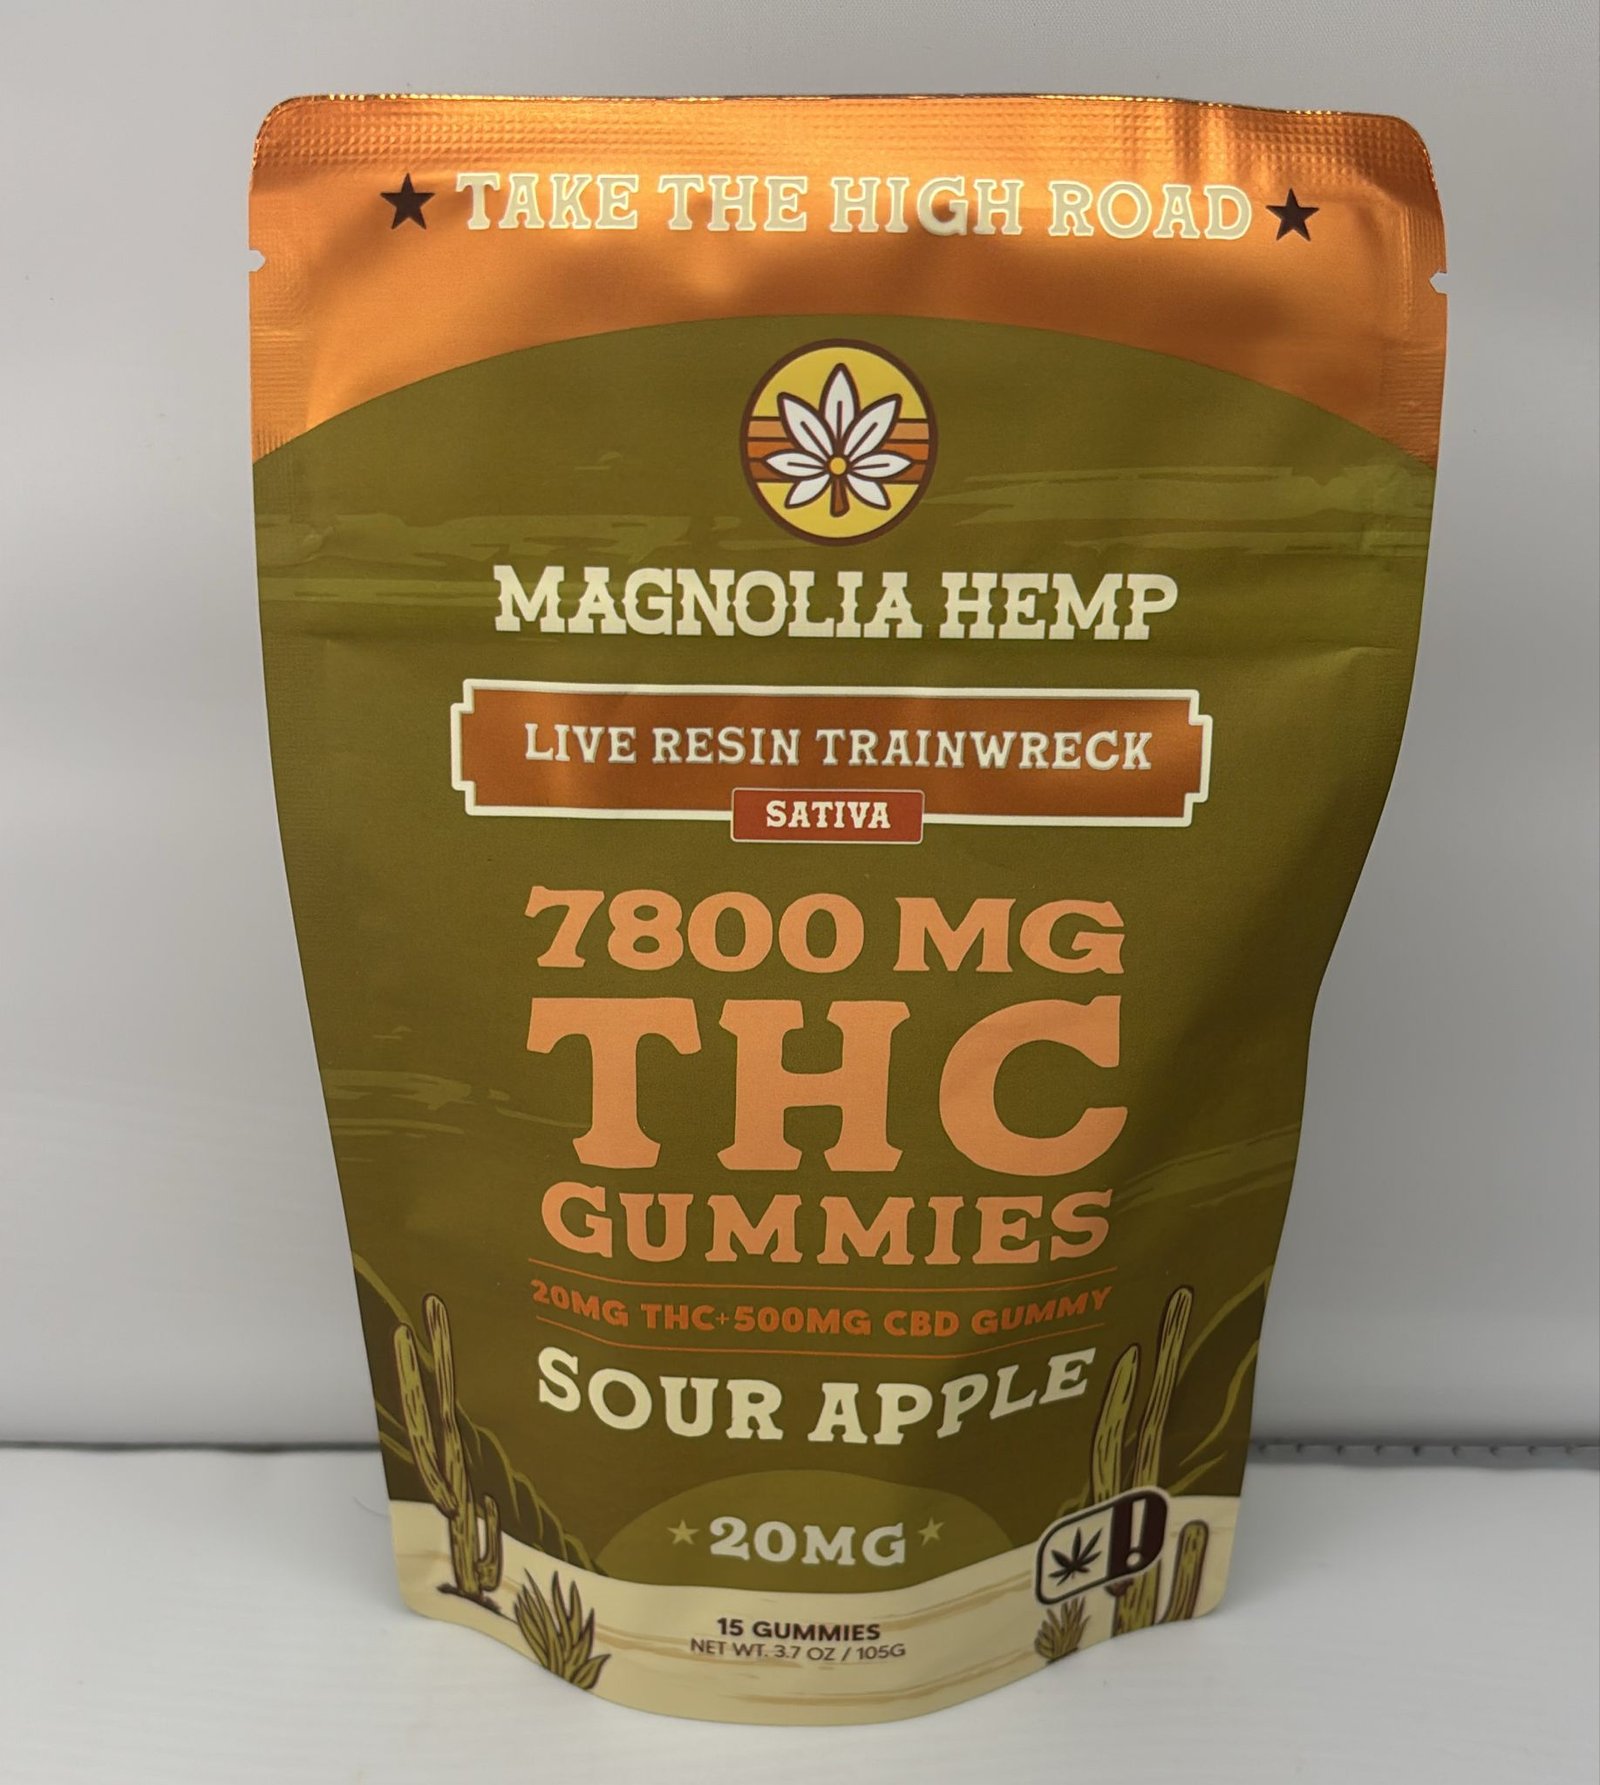 ★ TAKE THE HIGH ROAD ★
MAGNOLIA HEMP
LIVE RESIN TRAINWRECK
SATIVA
7800 MG
THC
GUMMIES
20MG THC+500MG CBD GUMMY
SOUR APPLE
★ 20MG ★
!
15 GUMMIES
NET WT. 3.7 OZ / 105G